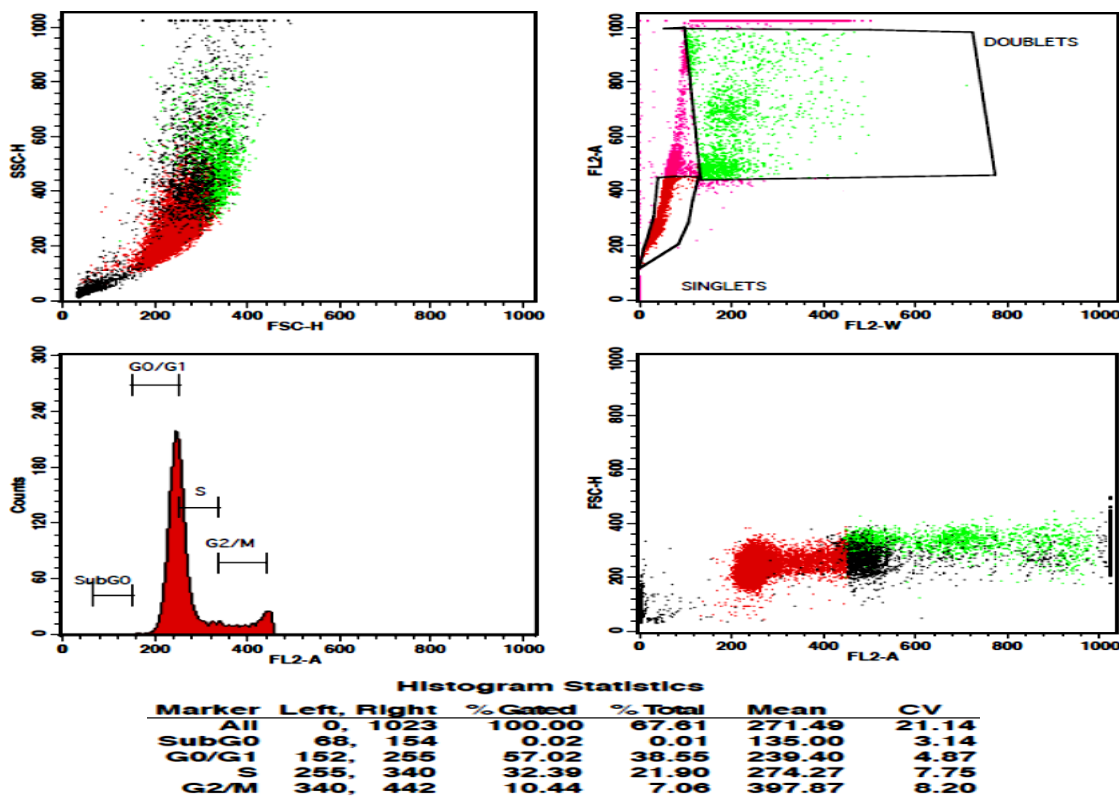 1000
800
600
400
200
0
SSC-H
0 200 400 600 800 1000
FSC-H
1000
800
600
400
200
0
FL2-A
DOUBLETS
SINGLETS
0 200 400 600 800 1000
FL2-W
300
240
180
120
60
0
Counts
G0/G1
S
G2/M
SubG0
0 200 400 600 800 1000
FL2-A
1000
800
600
400
200
0
FSC-H
0 200 400 600 800 1000
FL2-A
Histogram Statistics
Marker Left, Right % Gated % Total Mean CV
All 0, 1023 100.00 67.61 271.49 21.14
SubG0 68, 154 0.02 0.01 135.00 3.14
G0/G1 152, 255 57.02 38.55 239.40 4.87
S 255, 340 32.39 21.90 274.27 7.75
G2/M 340, 442 10.44 7.06 397.87 8.20